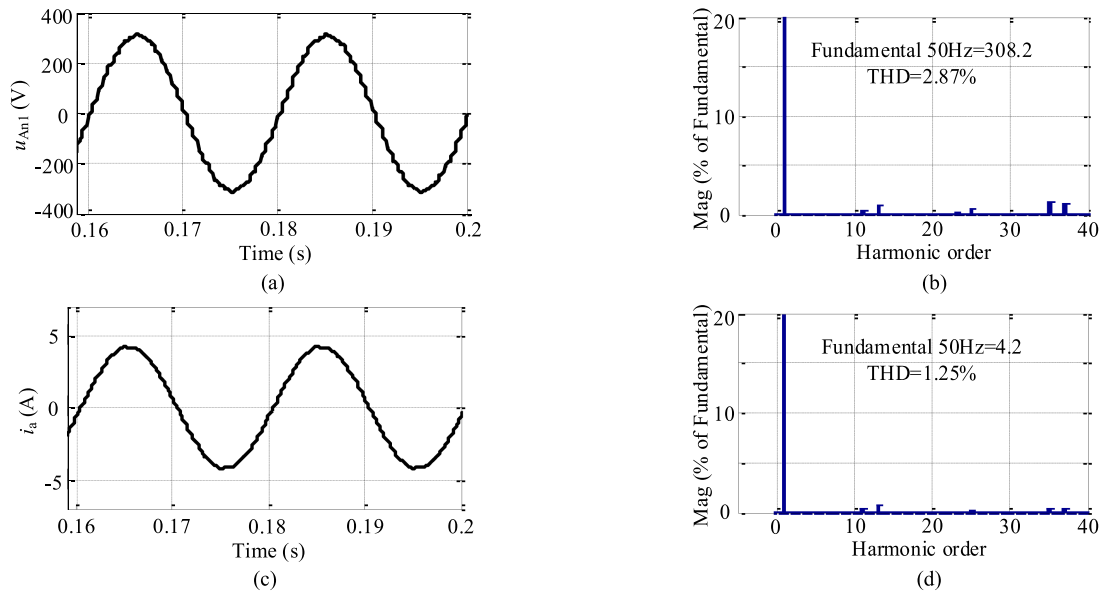 400
200
0
-200
-400
u_An1 (V)
0.16 0.17 0.18 0.19 0.2
Time (s)
(a)
20
10
0
Mag (% of Fundamental)
Fundamental 50Hz=308.2
THD=2.87%
0 10 20 30 40
Harmonic order
(b)
5
0
-5
i_a (A)
0.16 0.17 0.18 0.19 0.2
Time (s)
(c)
20
10
0
Mag (% of Fundamental)
Fundamental 50Hz=4.2
THD=1.25%
0 10 20 30 40
Harmonic order
(d)